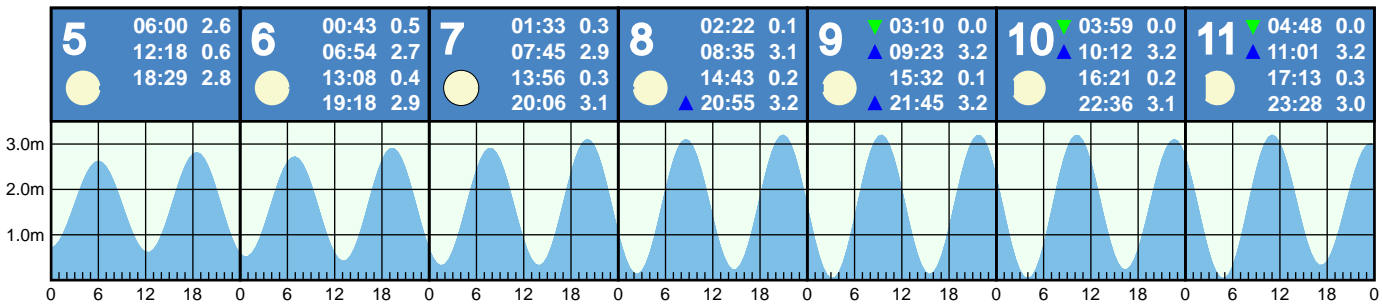 5
06:00 2.6
12:18 0.6
18:29 2.8
6
00:43 0.5
06:54 2.7
13:08 0.4
19:18 2.9
7
01:33 0.3
07:45 2.9
13:56 0.3
20:06 3.1
8
02:22 0.1
08:35 3.1
14:43 0.2
▲ 20:55 3.2
9
▼ 03:10 0.0
▲ 09:23 3.2
15:32 0.1
▲ 21:45 3.2
10
▼ 03:59 0.0
▲ 10:12 3.2
16:21 0.2
22:36 3.1
11
▼ 04:48 0.0
▲ 11:01 3.2
17:13 0.3
23:28 3.0
3.0m
2.0m
1.0m
0 6 12 18 0 6 12 18 0 6 12 18 0 6 12 18 0 6 12 18 0 6 12 18 0 6 12 18 0